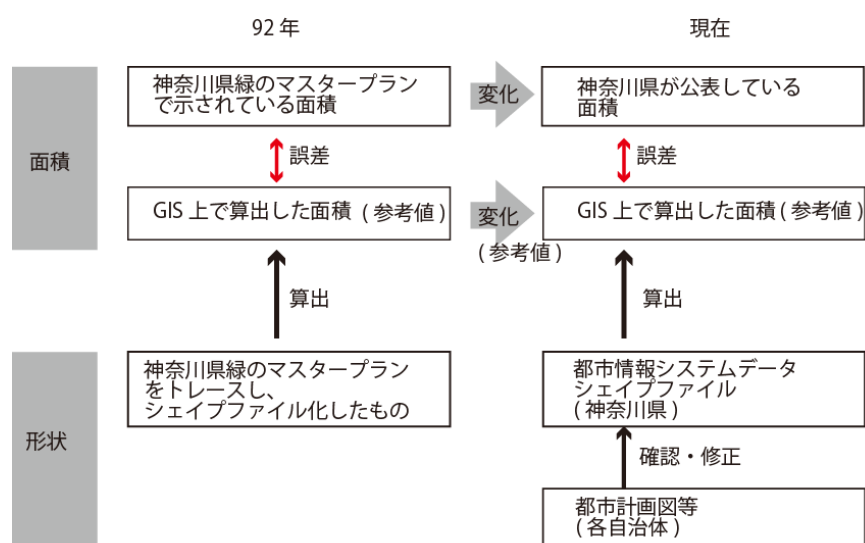 92 年
現在
面積
神奈川県緑のマスタープラン
で示されている面積
変化
神奈川県が公表している
面積
誤差
誤差
GIS 上で算出した面積 ( 参考値 )
変化
( 参考値 )
GIS 上で算出した面積 ( 参考値 )
算出
算出
形状
神奈川県緑のマスタープラン
をトレースし、
シェイプファイル化したもの
都市情報システムデータ
シェイプファイル
( 神奈川県 )
確認・修正
都市計画図等
( 各自治体 )